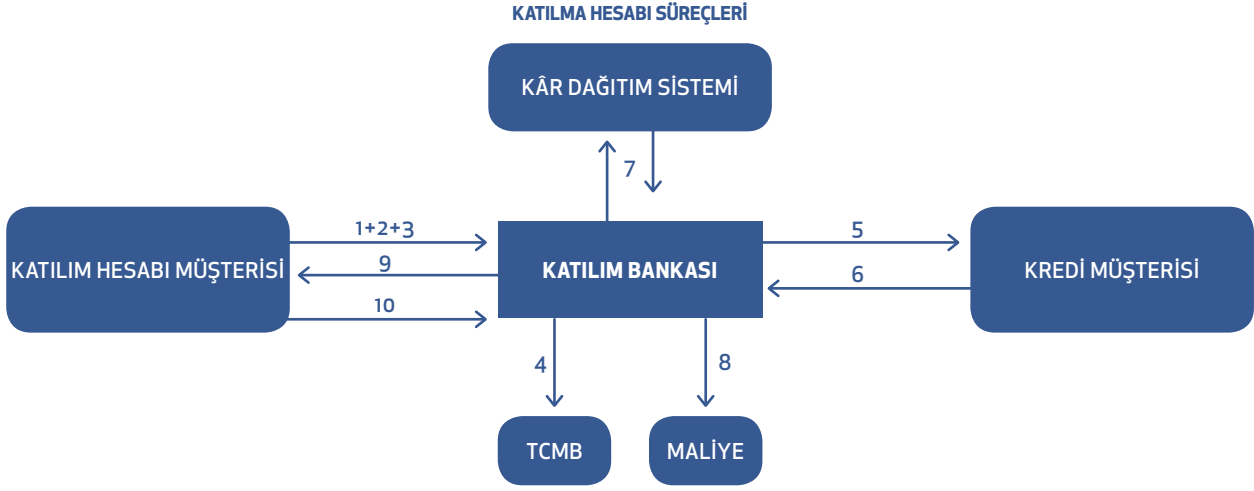 KATILMA HESABI SÜREÇLERİ
KÂR DAĞITIM SİSTEMİ
7
KATILIM HESABI MÜŞTERİSİ
1+2+3
9
10
KATILIM BANKASI
5
6
KREDİ MÜŞTERİSİ
4
8
TCMB
MALİYE